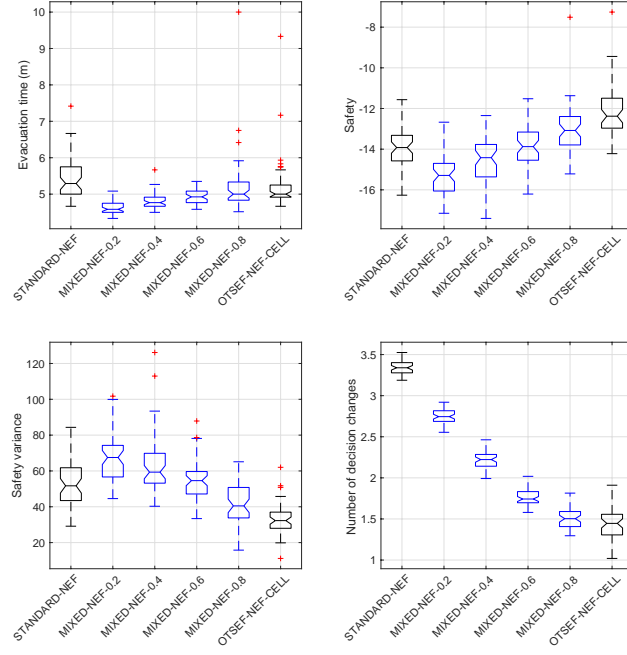 10
9
8
7
6
5
Evacuation time (m)
STANDARD-NEF
MIXED-NEF-0.2
MIXED-NEF-0.4
MIXED-NEF-0.6
MIXED-NEF-0.8
OTSEF-NEF-CELL
-8
-10
-12
-14
-16
Safety
STANDARD-NEF
MIXED-NEF-0.2
MIXED-NEF-0.4
MIXED-NEF-0.6
MIXED-NEF-0.8
OTSEF-NEF-CELL
120
100
80
60
40
20
Safety variance
STANDARD-NEF
MIXED-NEF-0.2
MIXED-NEF-0.4
MIXED-NEF-0.6
MIXED-NEF-0.8
OTSEF-NEF-CELL
3.5
3
2.5
2
1.5
1
Number of decision changes
STANDARD-NEF
MIXED-NEF-0.2
MIXED-NEF-0.4
MIXED-NEF-0.6
MIXED-NEF-0.8
OTSEF-NEF-CELL